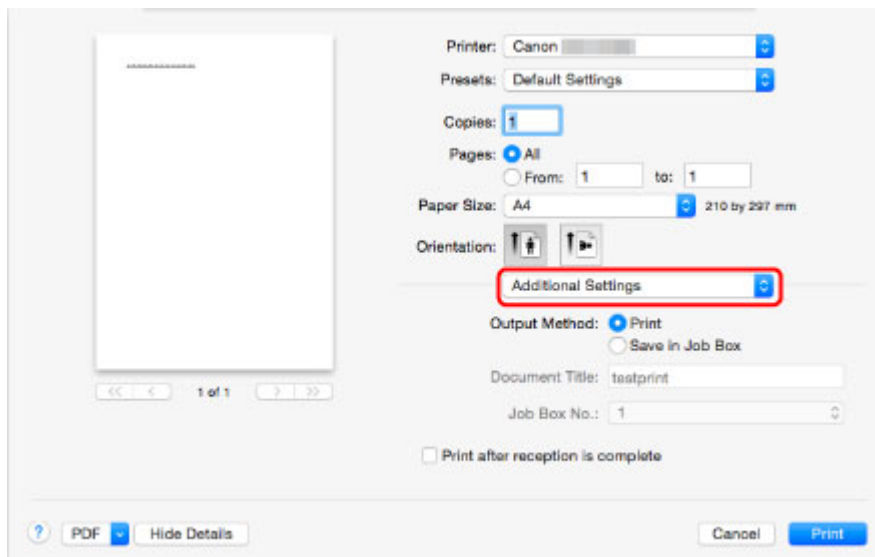 Printer: Canon
Presets: Default Settings
Copies: 1
Pages: All
From: 1 to: 1
Paper Size: A4 210 by 297 mm
Orientation:
Additional Settings
Output Method: Print
Save in Job Box
Document Title: testprint
Job Box No.: 1
Print after reception is complete
<< < 1 of 1 > >>
? PDF Hide Details Cancel Print